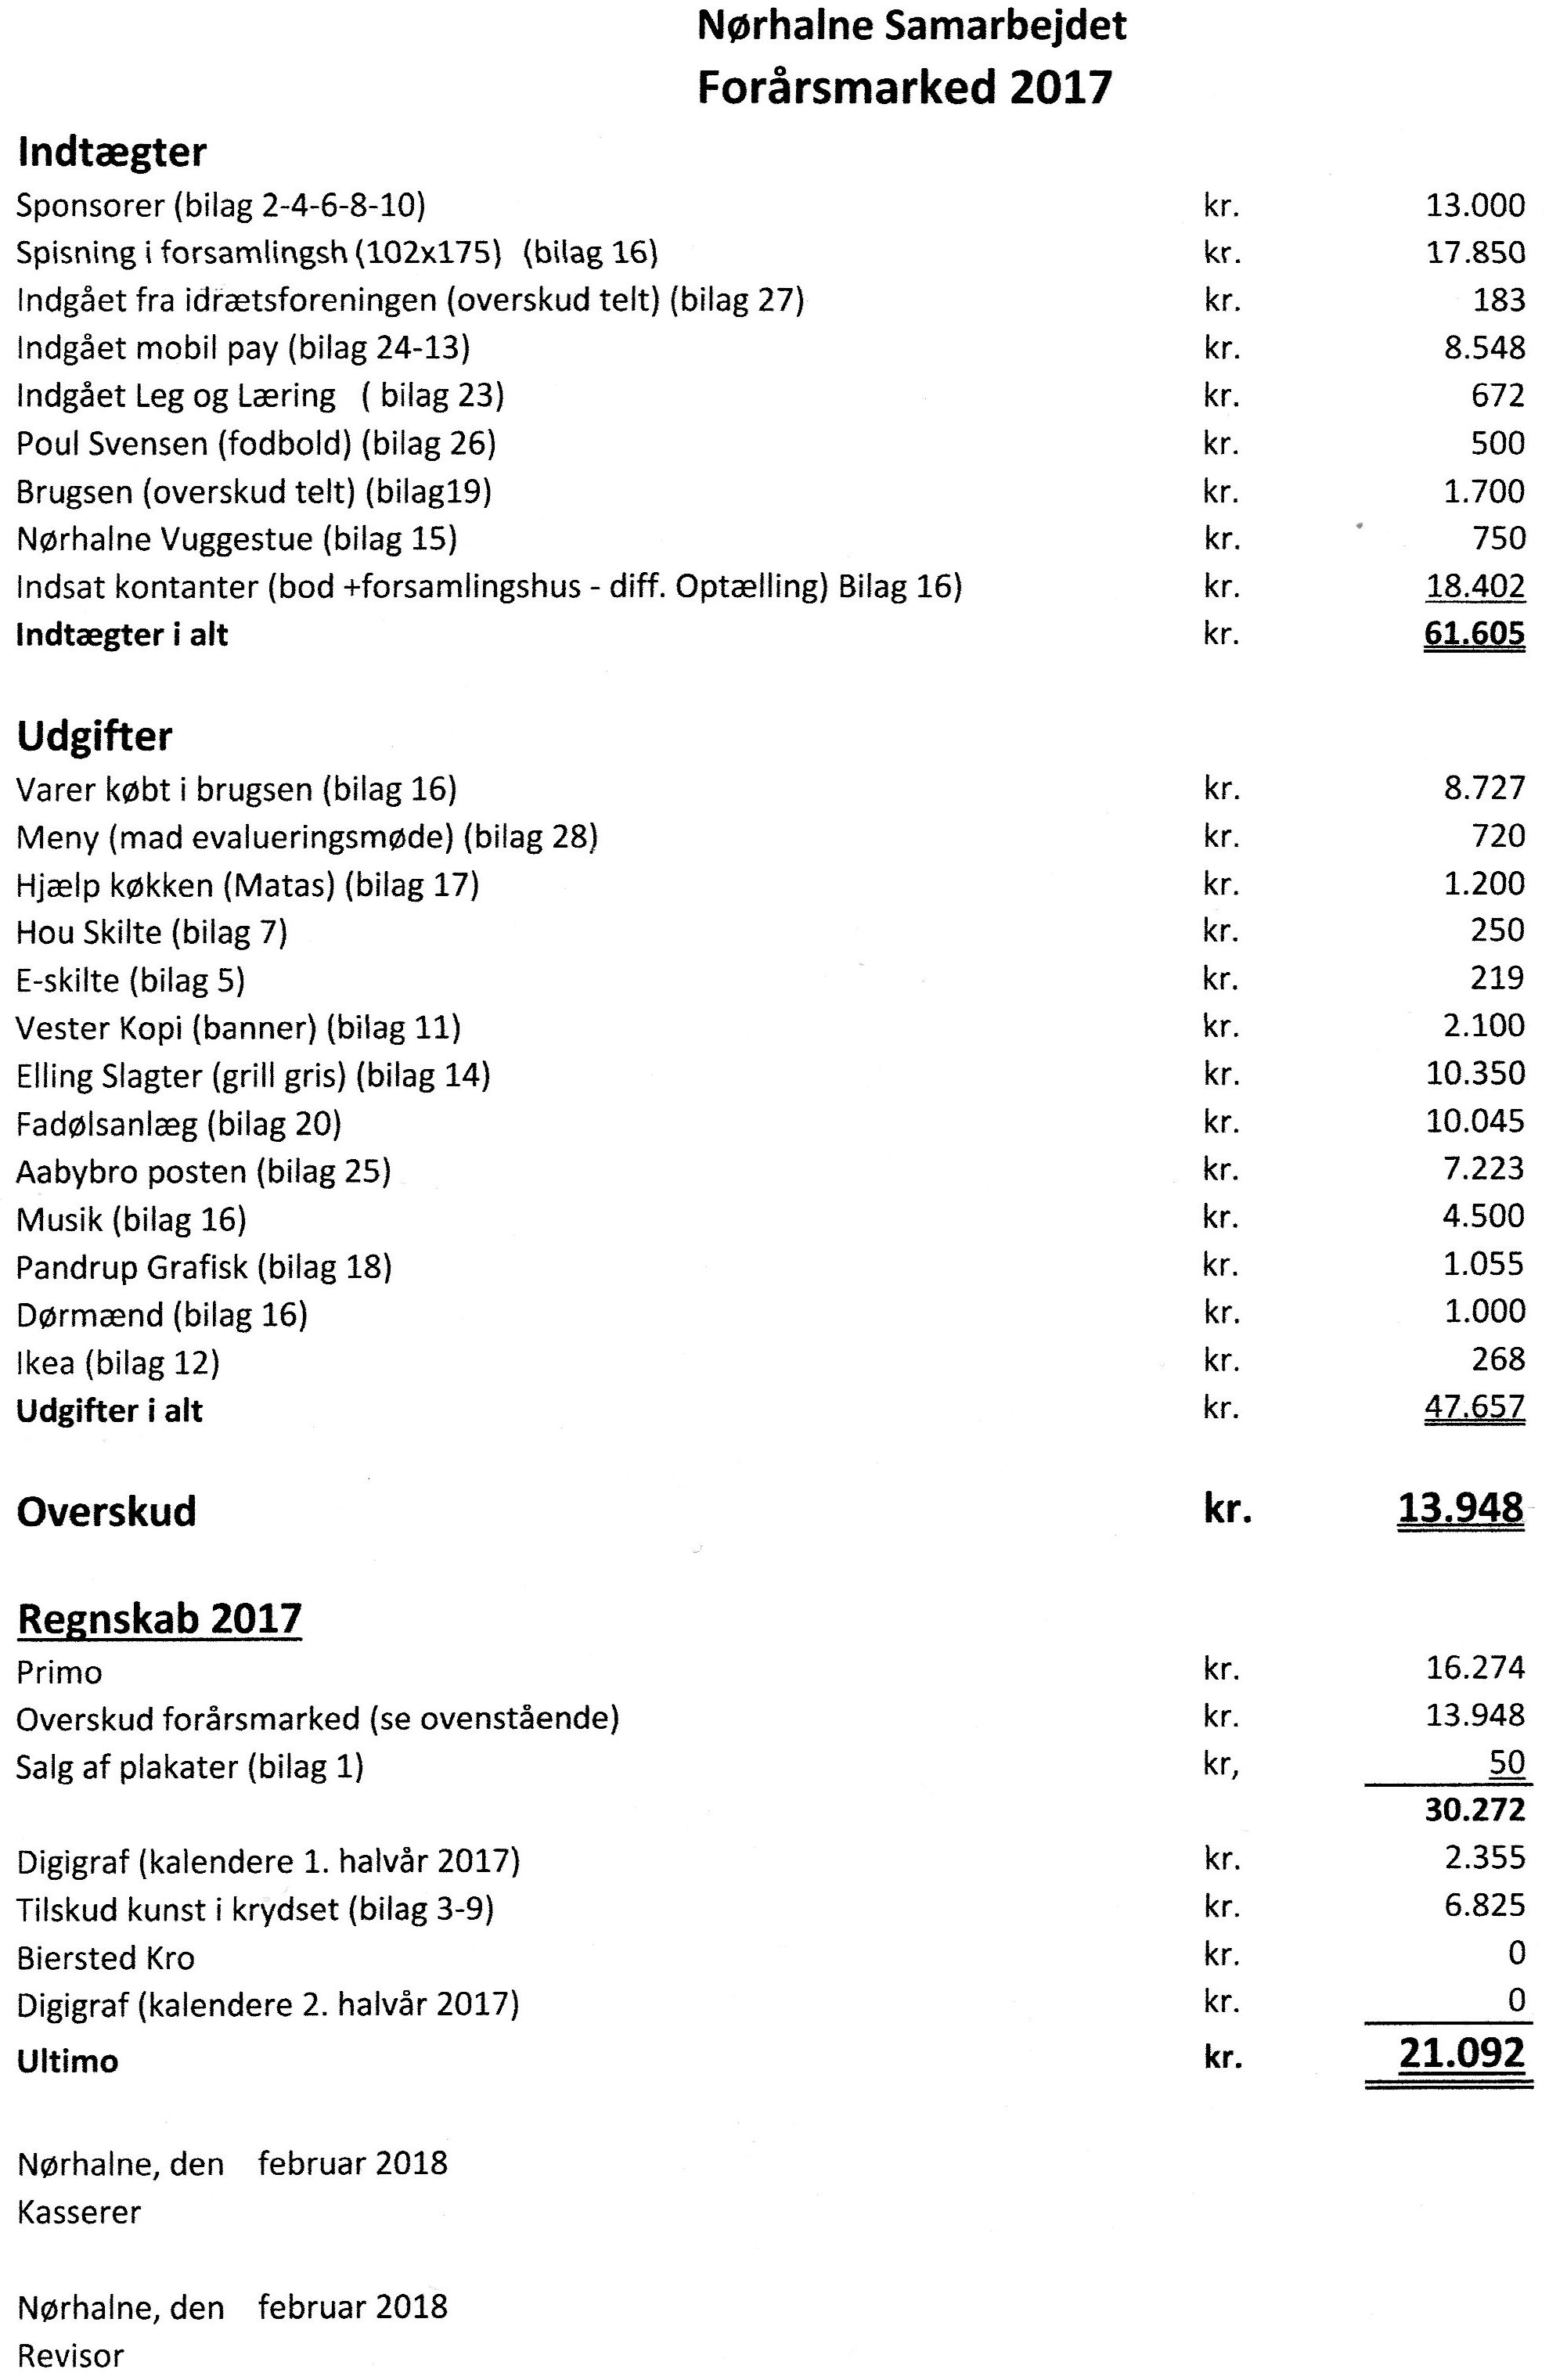 Nørhalne Samarbejdet
Forårsmarked 2017
Indtægter
Sponsorer (bilag 2-4-6-8-10) kr. 13.000
Spisning i forsamlingsh (102x175) (bilag 16) kr. 17.850
Indgået fra idrætsforeningen (overskud telt) (bilag 27) kr. 183
Indgået mobil pay (bilag 24-13) kr. 8.548
Indgået Leg og Læring ( bilag 23) kr. 672
Poul Svensen (fodbold) (bilag 26) kr. 500
Brugsen (overskud telt) (bilag19) kr. 1.700
Nørhalne Vuggestue (bilag 15) kr. 750
Indsat kontanter (bod +forsamlingshus - diff. Optælling) Bilag 16) kr. 18.402
Indtægter i alt kr. 61.605
Udgifter
Varer købt i brugsen (bilag 16) kr. 8.727
Meny (mad evalueringsmøde) (bilag 28) kr. 720
Hjælp køkken (Matas) (bilag 17) kr. 1.200
Hou Skilte (bilag 7) kr. 250
E-skilte (bilag 5) kr. 219
Vester Kopi (banner) (bilag 11) kr. 2.100
Elling Slagter (grill gris) (bilag 14) kr. 10.350
Fadølsanlæg (bilag 20) kr. 10.045
Aabybro posten (bilag 25) kr. 7.223
Musik (bilag 16) kr. 4.500
Pandrup Grafisk (bilag 18) kr. 1.055
Dørmænd (bilag 16) kr. 1.000
Ikea (bilag 12) kr. 268
Udgifter i alt kr. 47.657
Overskud kr. 13.948
Regnskab 2017
Primo kr. 16.274
Overskud forårsmarked (se ovenstående) kr. 13.948
Salg af plakater (bilag 1) kr, 50
30.272
Digigraf (kalendere 1. halvår 2017) kr. 2.355
Tilskud kunst i krydset (bilag 3-9) kr. 6.825
Biersted Kro kr. 0
Digigraf (kalendere 2. halvår 2017) kr. 0
Ultimo kr. 21.092
Nørhalne, den februar 2018
Kasserer
Nørhalne, den februar 2018
Revisor